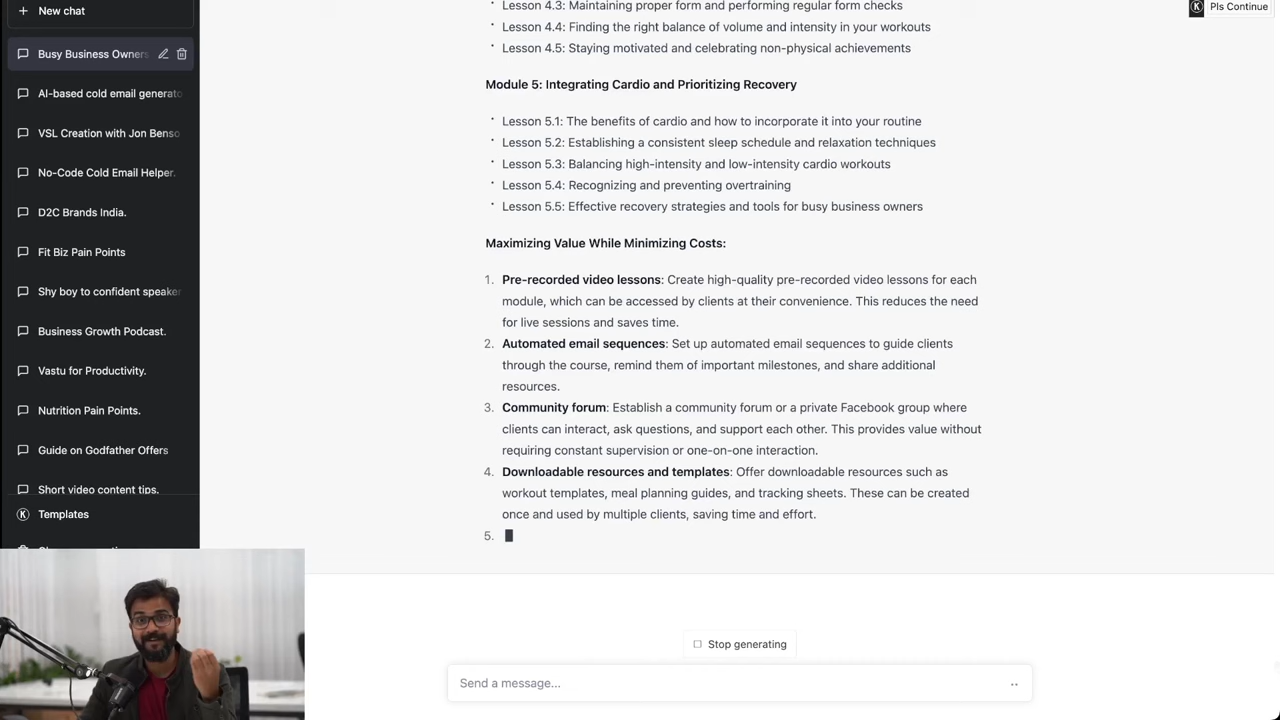 New chat
Busy Business Owners
AI-based cold email generato
VSL Creation with Jon Benso
No-Code Cold Email Helper.
D2C Brands India.
Fit Biz Pain Points
Shy boy to confident speaker
Business Growth Podcast.
Vastu for Productivity.
Nutrition Pain Points.
Guide on Godfather Offers
Short video content tips.
Templates
Pls Continue
Lesson 4.3: Maintaining proper form and performing regular form checks
Lesson 4.4: Finding the right balance of volume and intensity in your workouts
Lesson 4.5: Staying motivated and celebrating non-physical achievements
Module 5: Integrating Cardio and Prioritizing Recovery
Lesson 5.1: The benefits of cardio and how to incorporate it into your routine
Lesson 5.2: Establishing a consistent sleep schedule and relaxation techniques
Lesson 5.3: Balancing high-intensity and low-intensity cardio workouts
Lesson 5.4: Recognizing and preventing overtraining
Lesson 5.5: Effective recovery strategies and tools for busy business owners
Maximizing Value While Minimizing Costs:
1. Pre-recorded video lessons: Create high-quality pre-recorded video lessons for each
module, which can be accessed by clients at their convenience. This reduces the need
for live sessions and saves time.
2. Automated email sequences: Set up automated email sequences to guide clients
through the course, remind them of important milestones, and share additional
resources.
3. Community forum: Establish a community forum or a private Facebook group where
clients can interact, ask questions, and support each other. This provides value without
requiring constant supervision or one-on-one interaction.
4. Downloadable resources and templates: Offer downloadable resources such as
workout templates, meal planning guides, and tracking sheets. These can be created
once and used by multiple clients, saving time and effort.
5.
Stop generating
Send a message...